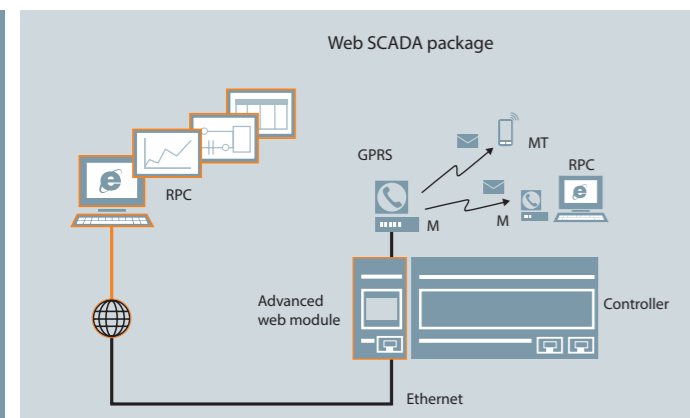 Web SCADA package
GPRS
MT
RPC
RPC
M
M
Advanced
web module
Controller
Ethernet